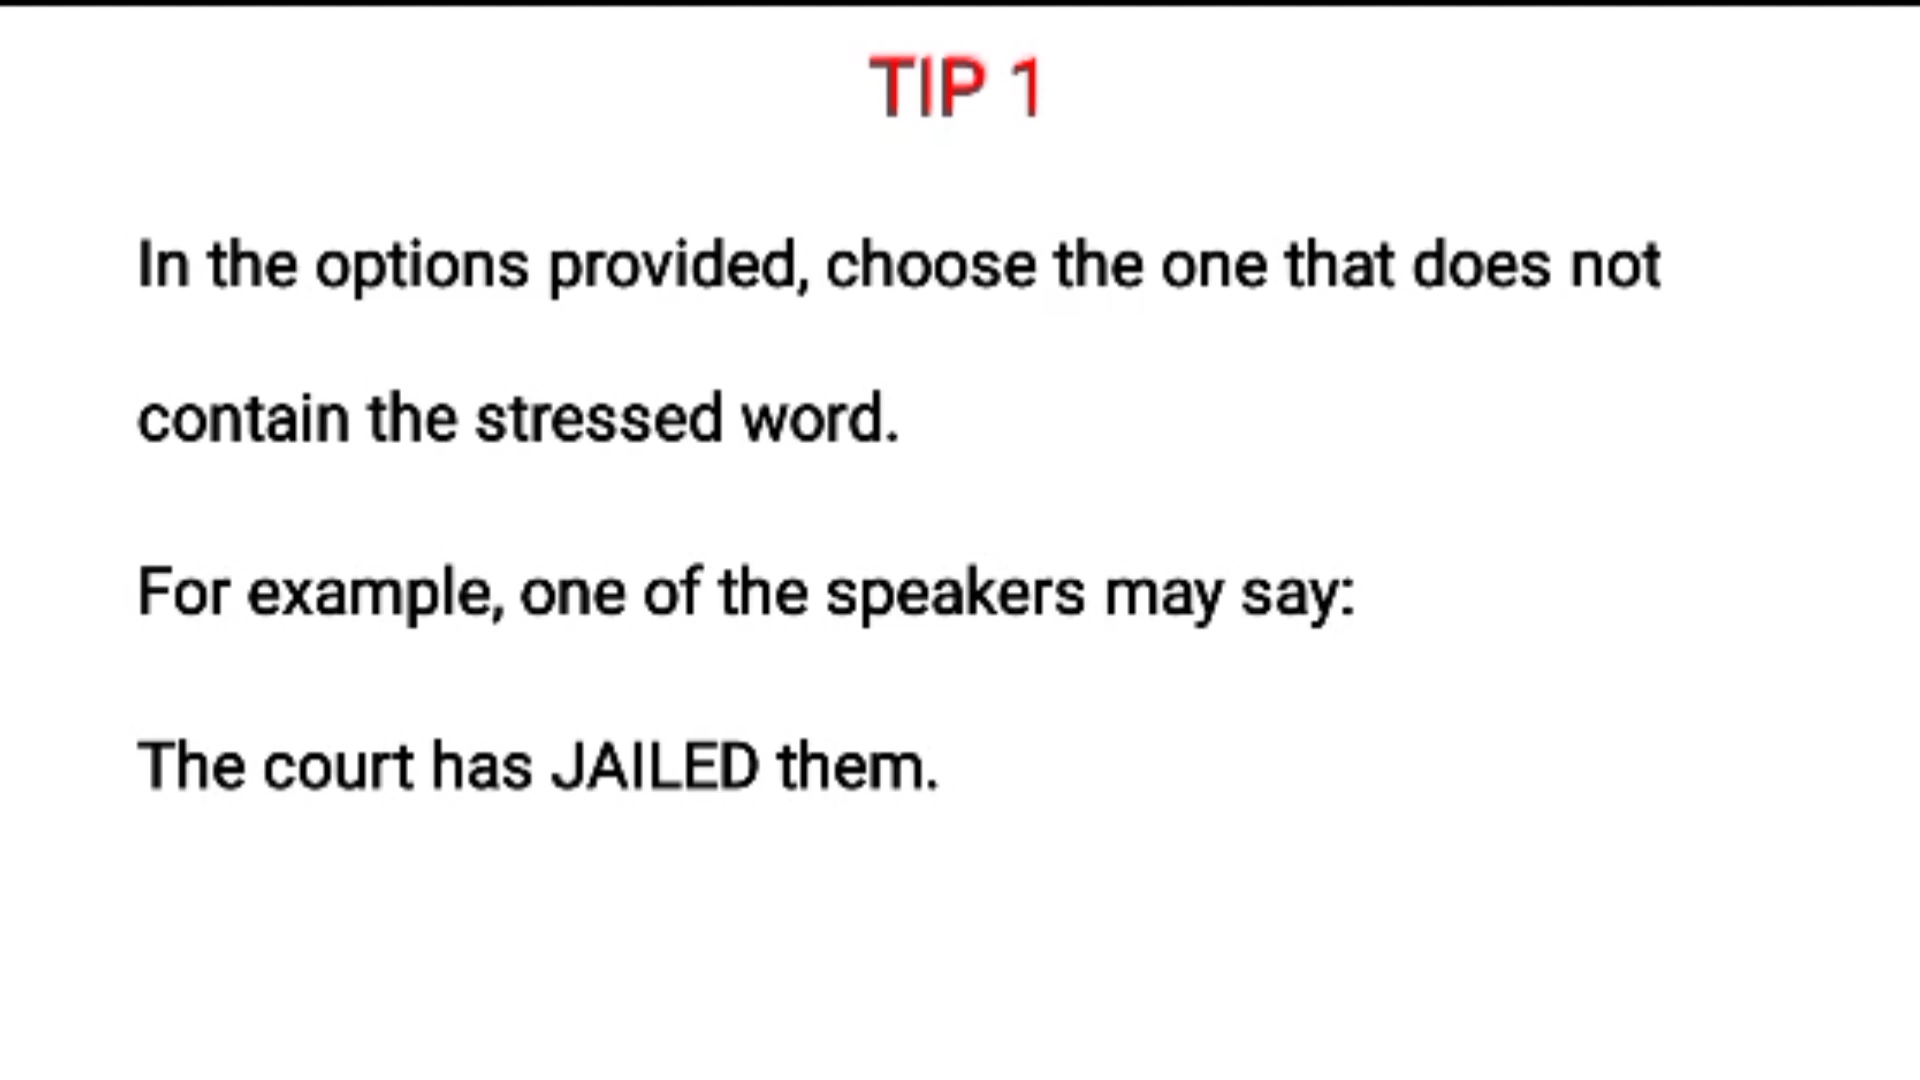 TIP 1
In the options provided, choose the one that does not
contain the stressed word.
For example, one of the speakers may say:
The court has JAILED them.